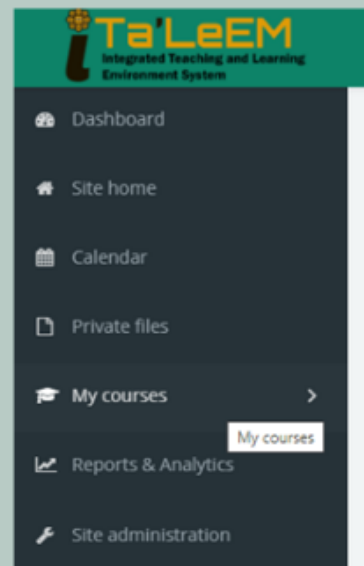 iTa'LeEM
Integrated Teaching and Learning
Environment System
Dashboard
Site home
Calendar
Private files
My courses
My courses
Reports & Analytics
Site administration